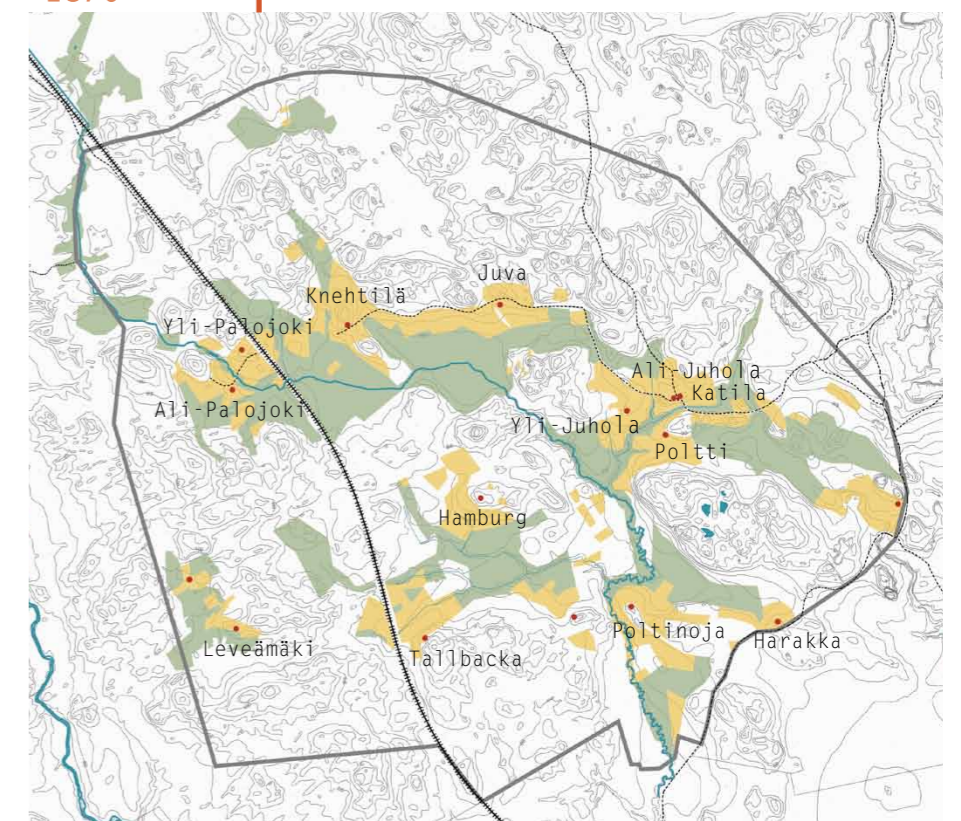 Juva
Knehtilä
Yli-Palojoki
Ali-Juhola
Katila
Ali-Palojoki
Yli-Juhola
Poltti
Hamburg
Poltinoja
Harakka
Leveämäki
Tallbacka